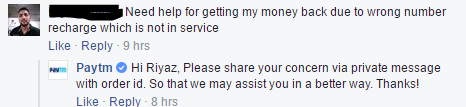 Need help for getting my money back due to wrong number
recharge which is not in service
Like · Reply · 9 hrs
Paytm Paytm Hi Riyaz, Please share your concern via private message
with order id. So that we may assist you in a better way. Thanks!
Like · Reply · 8 hrs